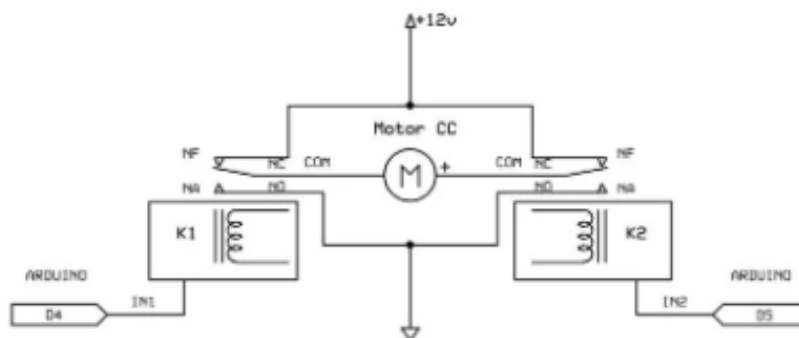 +12v
Motor CC
NF NC COM + COM NC NF
M
NA NO NO NA
K1 K2
ARDUINO ARDUINO
D4 IN1 IN2 D5